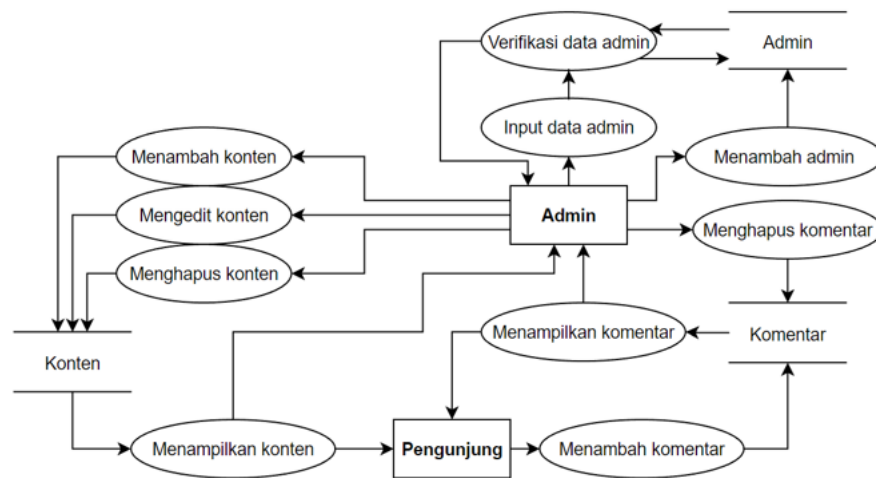 Verifikasi data admin
Admin
Input data admin
Menambah konten
Menambah admin
Mengedit konten
Admin
Menghapus komentar
Menghapus konten
Menampilkan komentar
Komentar
Konten
Menampilkan konten
Pengunjung
Menambah komentar